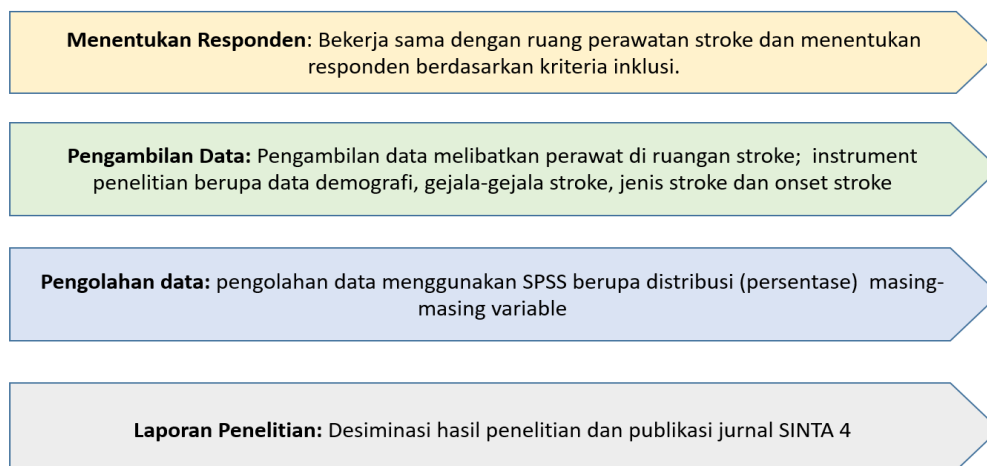 Menentukan Responden: Bekerja sama dengan ruang perawatan stroke dan menentukan
responden berdasarkan kriteria inklusi.
Pengambilan Data: Pengambilan data melibatkan perawat di ruangan stroke; instrument
penelitian berupa data demografi, gejala-gejala stroke, jenis stroke dan onset stroke
Pengolahan data: pengolahan data menggunakan SPSS berupa distribusi (persentase) masing-
masing variable
Laporan Penelitian: Desiminasi hasil penelitian dan publikasi jurnal SINTA 4